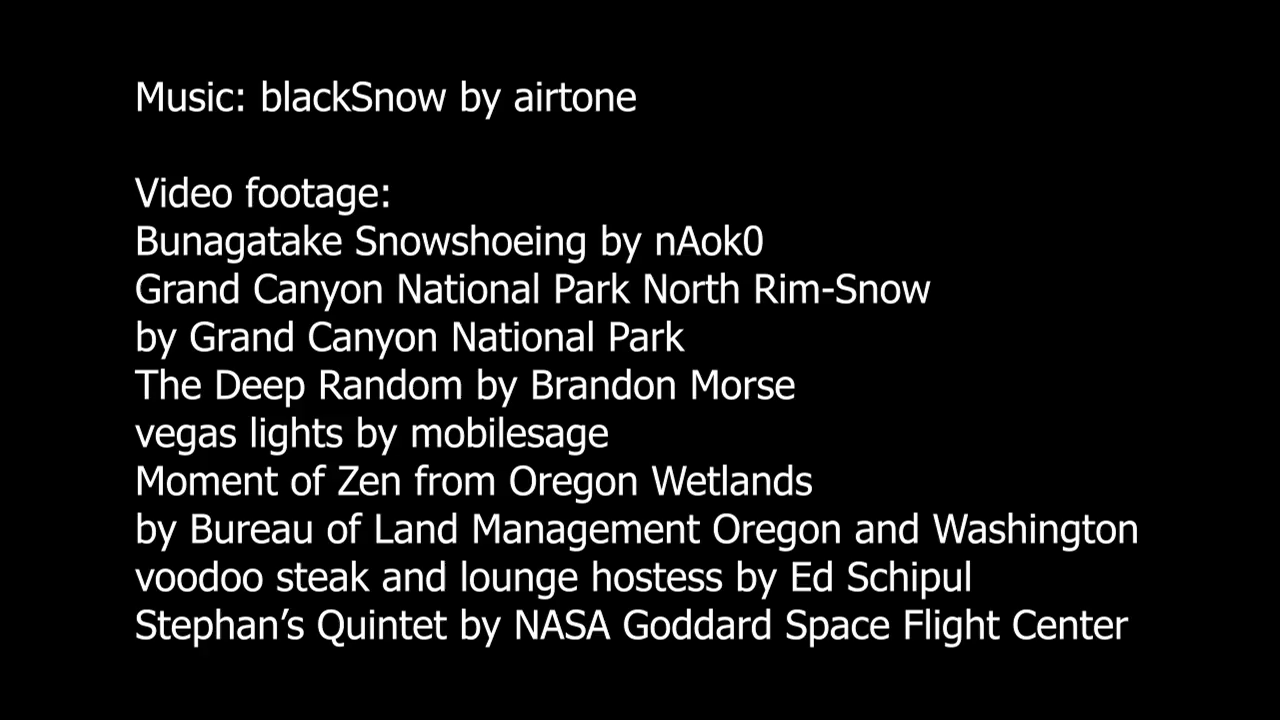 Music: blackSnow by airtone
Video footage:
Bunagatake Snowshoeing by nAok0
Grand Canyon National Park North Rim-Snow
by Grand Canyon National Park
The Deep Random by Brandon Morse
vegas lights by mobilesage
Moment of Zen from Oregon Wetlands
by Bureau of Land Management Oregon and Washington
voodoo steak and lounge hostess by Ed Schipul
Stephan’s Quintet by NASA Goddard Space Flight Center